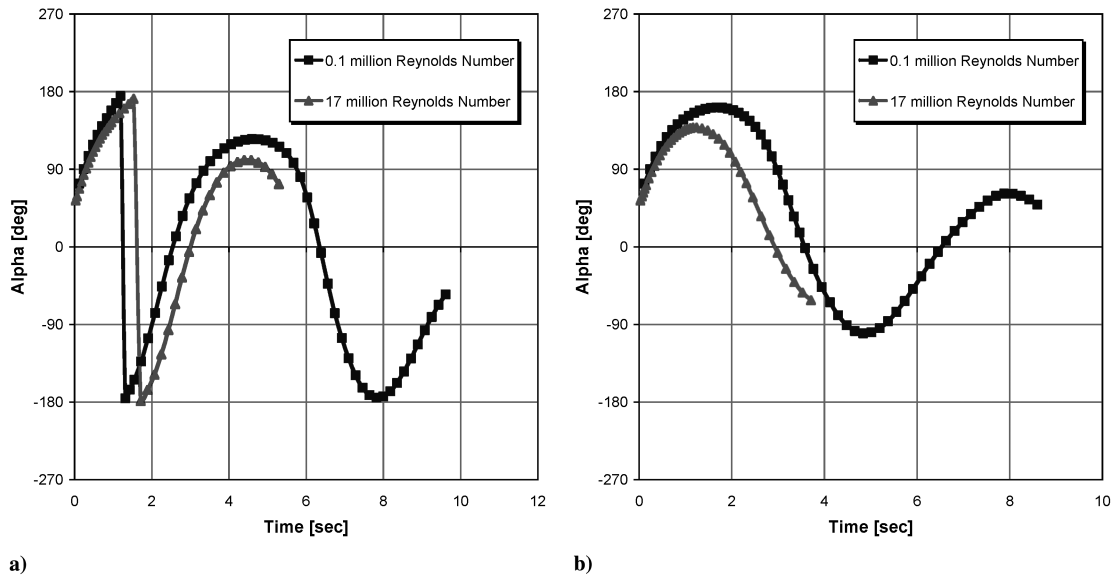 270
180
90
0
-90
-180
-270
Alpha [deg]
0.1 million Reynolds Number
17 million Reynolds Number
0 2 4 6 8 10 12
Time [sec]
a)
270
180
90
0
-90
-180
-270
Alpha [deg]
0.1 million Reynolds Number
17 million Reynolds Number
0 2 4 6 8 10
Time [sec]
b)